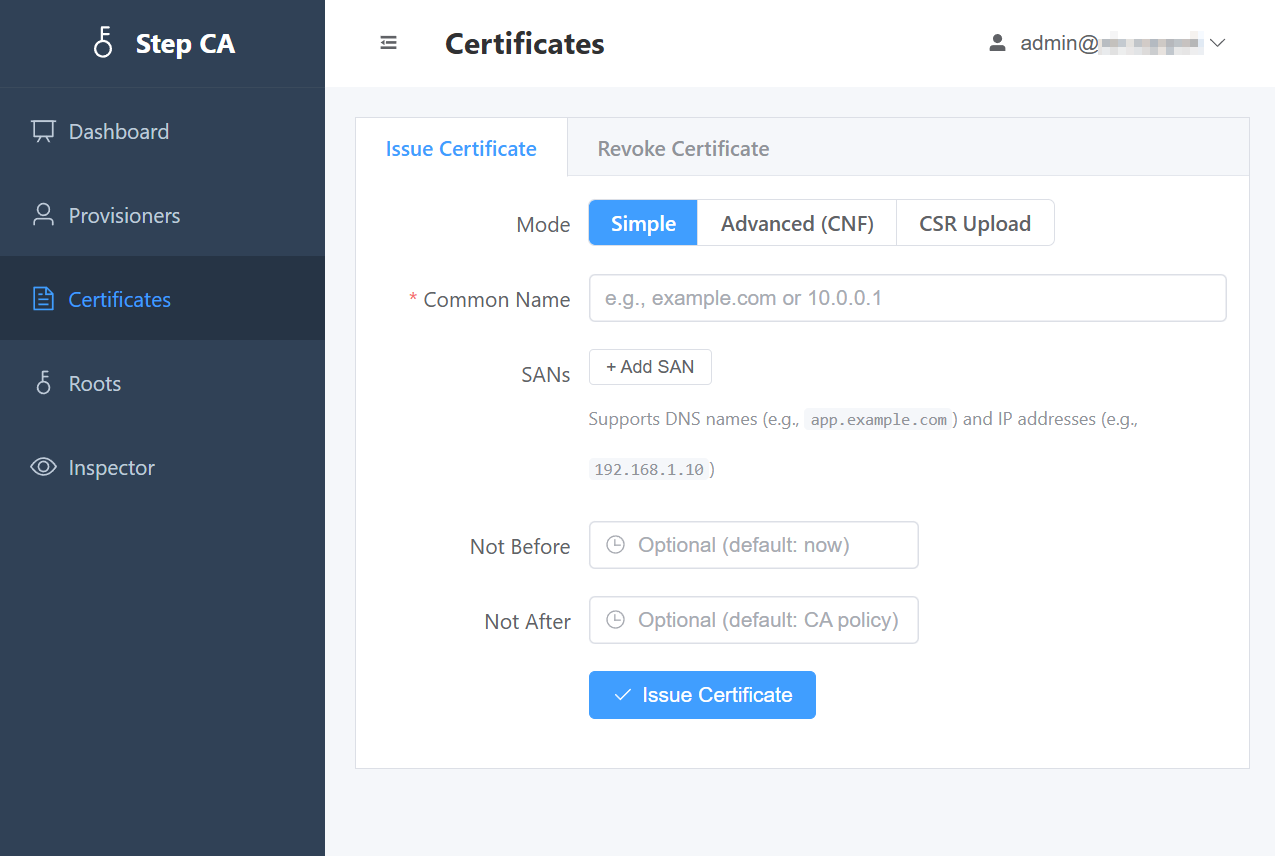 Step CA
Certificates
admin@
Dashboard
Provisioners
Certificates
Roots
Inspector
Issue Certificate
Revoke Certificate
Mode
Simple
Advanced (CNF)
CSR Upload
* Common Name
e.g., example.com or 10.0.0.1
SANs
+ Add SAN
Supports DNS names (e.g., app.example.com) and IP addresses (e.g.,
192.168.1.10)
Not Before
Optional (default: now)
Not After
Optional (default: CA policy)
Issue Certificate